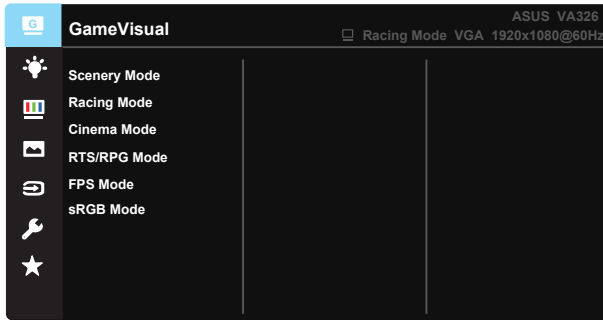 G
GameVisual
ASUS VA326
Racing Mode VGA 1920x1080@60Hz
Scenery Mode
Racing Mode
Cinema Mode
RTS/RPG Mode
FPS Mode
sRGB Mode